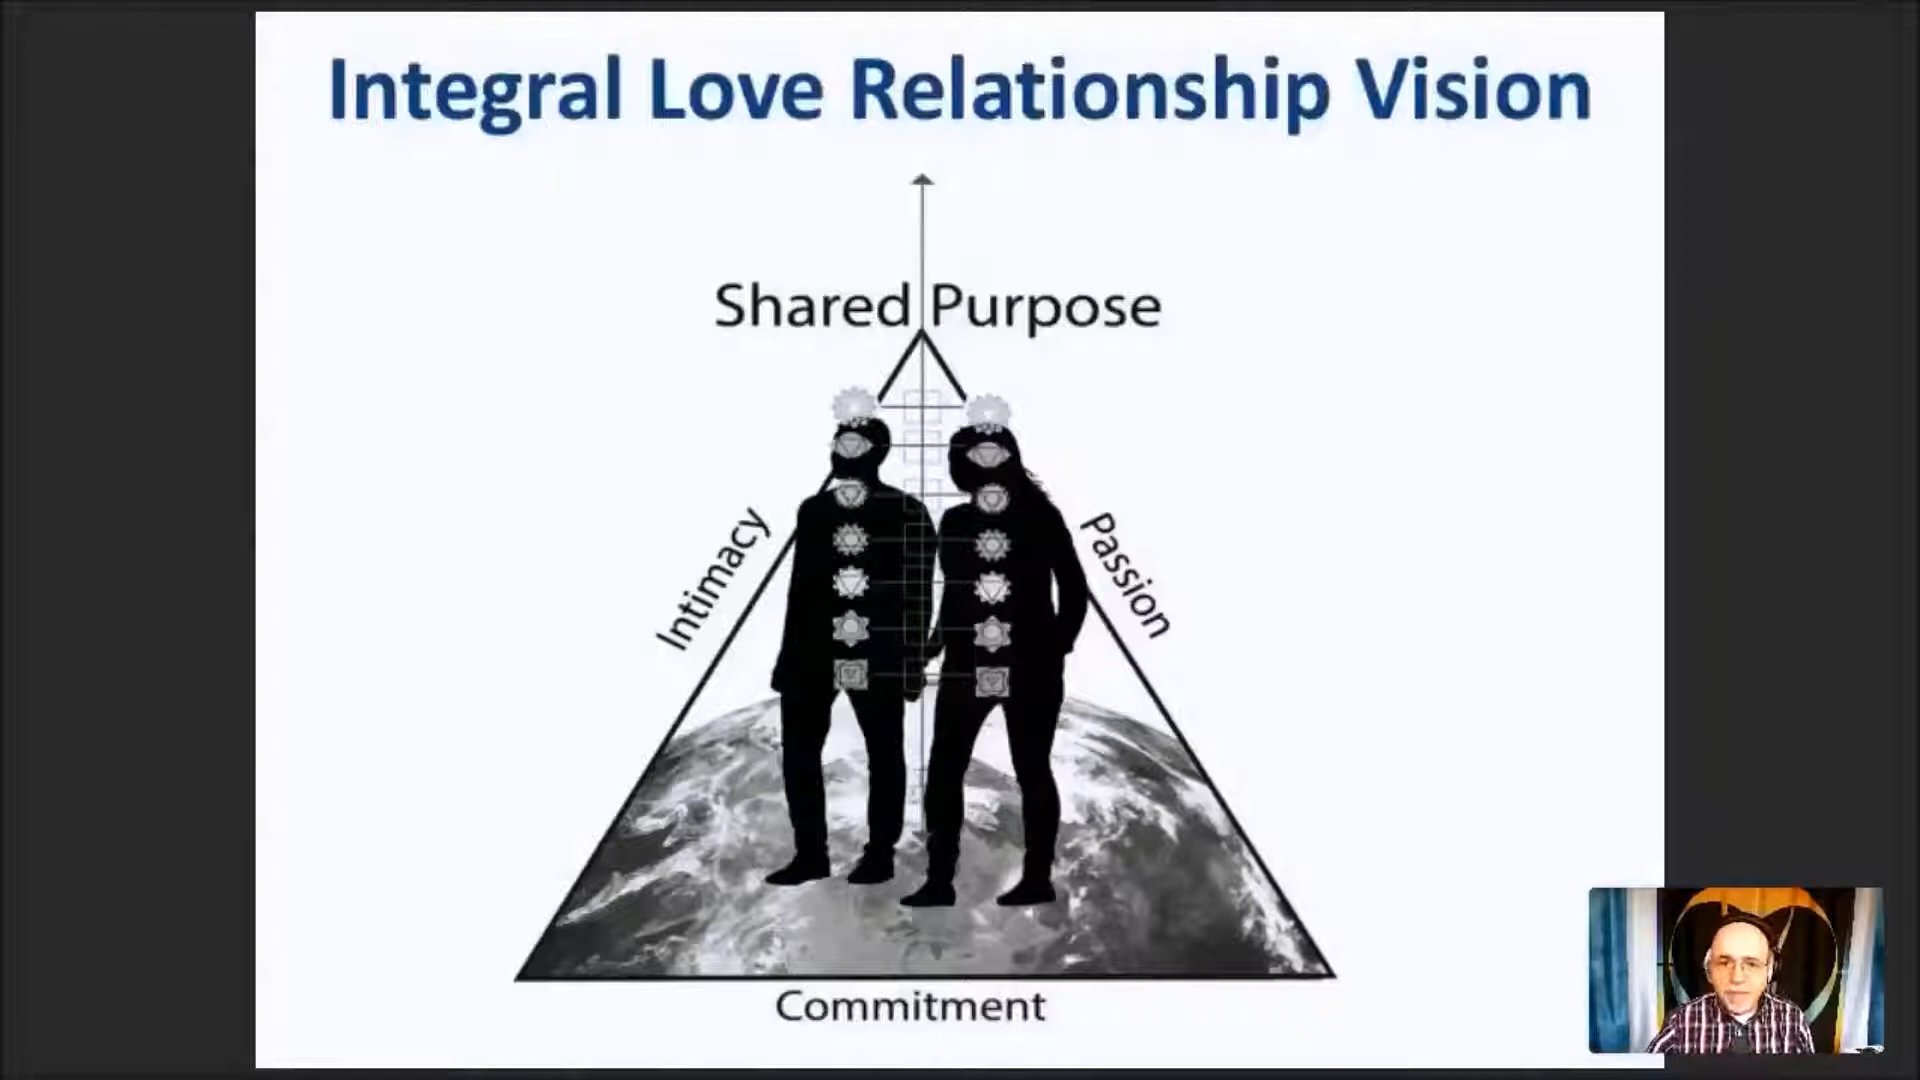 Integral Love Relationship Vision
Shared Purpose
Intimacy
Passion
Commitment